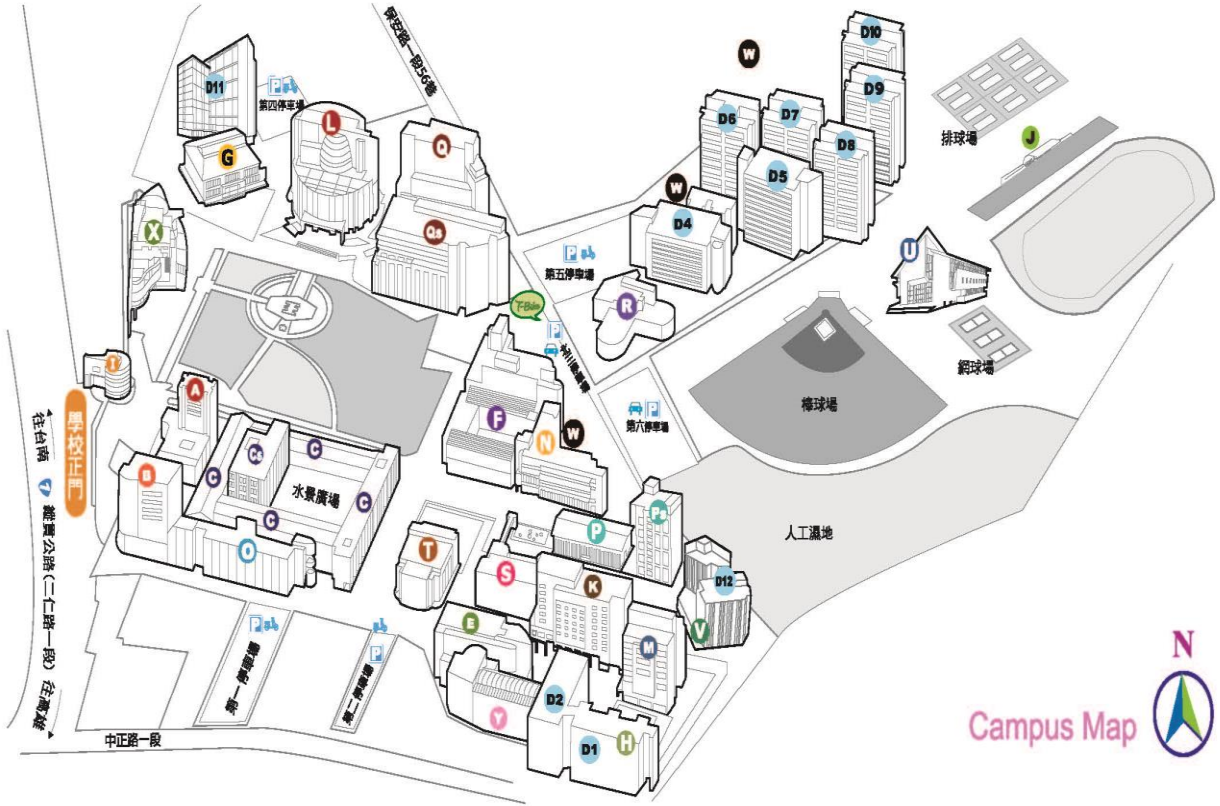 保安路一段56巷
D10
W
D11
第四停車場
D9
D6
D7
L
排球場
J
Q
D8
G
D5
W
D4
X
Qs
U
第五停車場
R
T-Bike
P
網球場
I
A
棒球場
學校正門
第六停車場
F
C
N
W
Cs
往台南
B
C
水景廣場
C
Ps
1
C
P
人工濕地
O
T
S
K
D12
縱貫公路(二仁路一段)
E
V
M
第一停車場
第二停車場
D2
往高雄
Y
H
中正路一段
D1
N
Campus Map